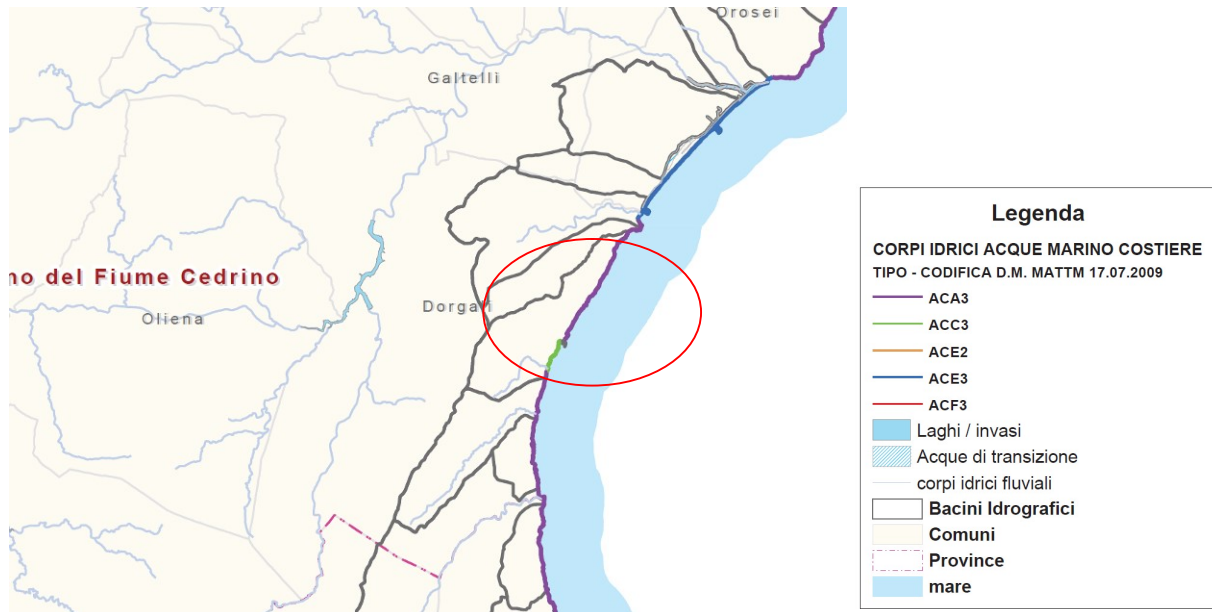 Orosei
Galtellì
no del Fiume Cedrino
Oliena
Dorgali
Legenda
CORPI IDRICI ACQUE MARINO COSTIERE
TIPO - CODIFICA D.M. MATTM 17.07.2009
ACA3
ACC3
ACE2
ACE3
ACF3
Laghi / invasi
Acque di transizione
corpi idrici fluviali
Bacini Idrografici
Comuni
Province
mare